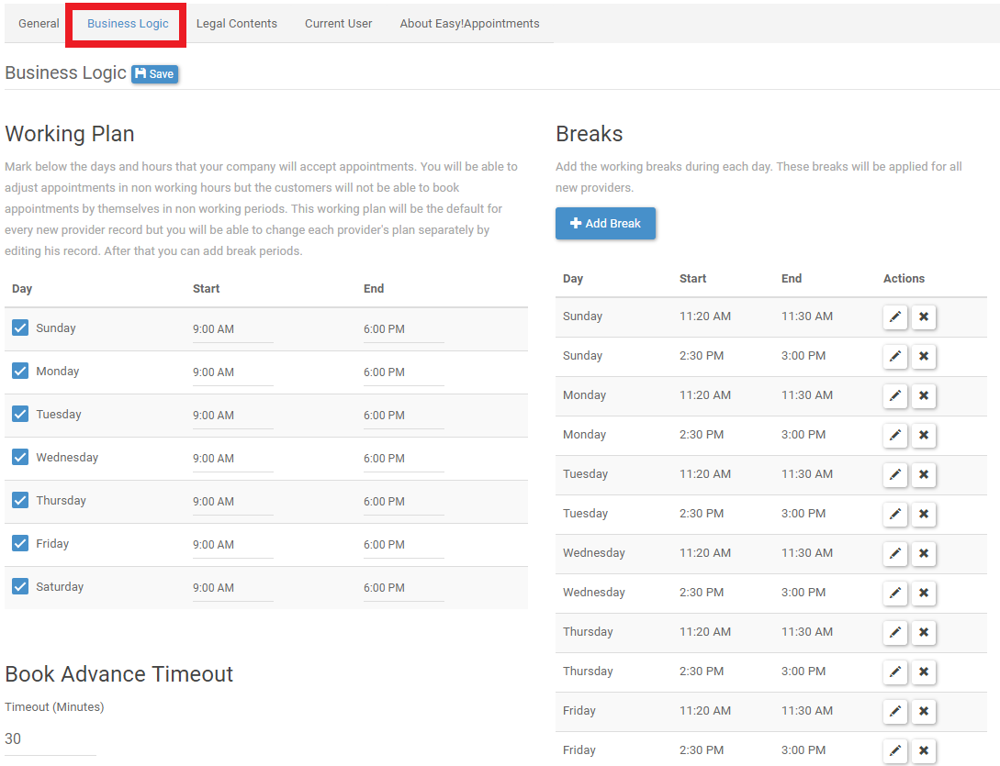 General Business Logic Legal Contents Current User About Easy!Appointments
Business Logic Save
Working Plan
Mark below the days and hours that your company will accept appointments. You will be able to
adjust appointments in non working hours but the customers will not be able to book
appointments by themselves in non working periods. This working plan will be the default for
every new provider record but you will be able to change each provider's plan separately by
editing his record. After that you can add break periods.
Day Start End
Sunday 9:00 AM 6:00 PM
Monday 9:00 AM 6:00 PM
Tuesday 9:00 AM 6:00 PM
Wednesday 9:00 AM 6:00 PM
Thursday 9:00 AM 6:00 PM
Friday 9:00 AM 6:00 PM
Saturday 9:00 AM 6:00 PM
Book Advance Timeout
Timeout (Minutes)
30
Breaks
Add the working breaks during each day. These breaks will be applied for all
new providers.
Add Break
Day Start End Actions
Sunday 11:20 AM 11:30 AM
Sunday 2:30 PM 3:00 PM
Monday 11:20 AM 11:30 AM
Monday 2:30 PM 3:00 PM
Tuesday 11:20 AM 11:30 AM
Tuesday 2:30 PM 3:00 PM
Wednesday 11:20 AM 11:30 AM
Wednesday 2:30 PM 3:00 PM
Thursday 11:20 AM 11:30 AM
Thursday 2:30 PM 3:00 PM
Friday 11:20 AM 11:30 AM
Friday 2:30 PM 3:00 PM